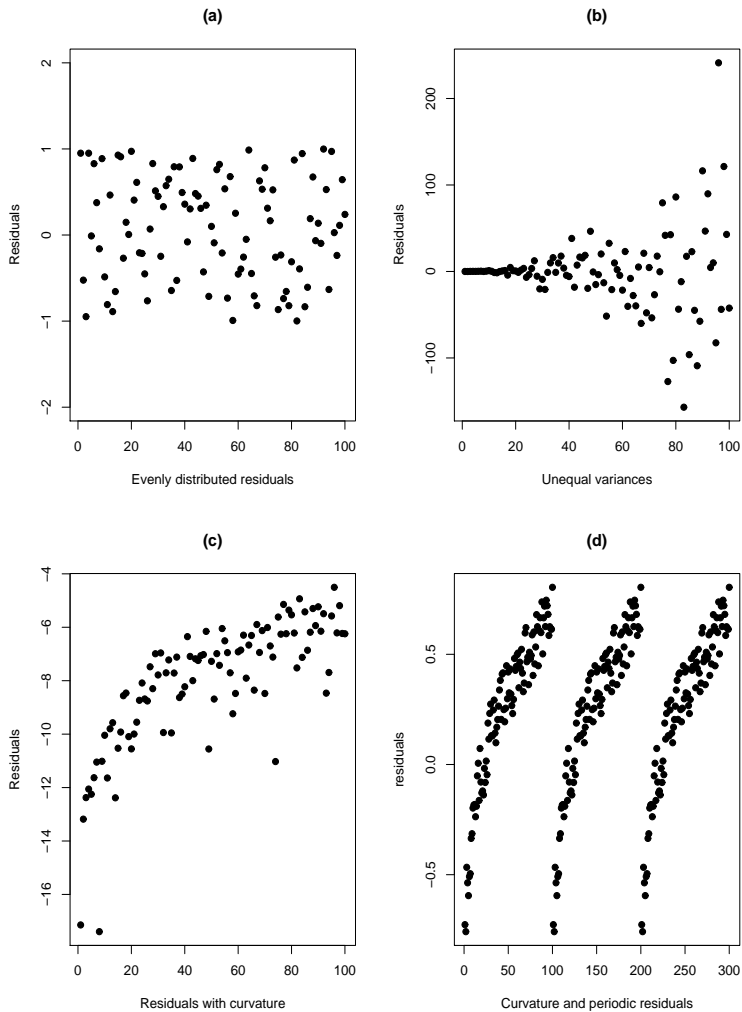 (a)
Residuals
2
1
0
−1
−2
0 20 40 60 80 100
Evenly distributed residuals
(b)
Residuals
200
100
0
−100
0 20 40 60 80 100
Unequal variances
(c)
Residuals
−4
−6
−8
−10
−12
−14
−16
0 20 40 60 80 100
Residuals with curvature
(d)
residuals
0.5
0.0
−0.5
0 50 100 150 200 250 300
Curvature and periodic residuals